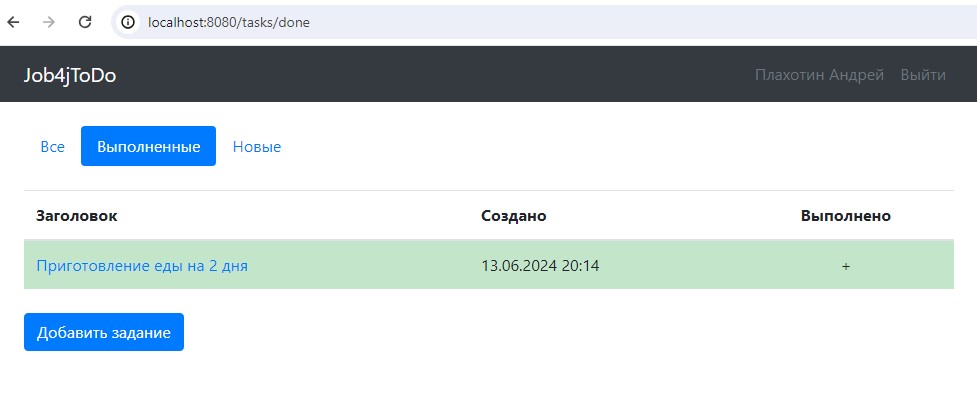 localhost:8080/tasks/done
Job4jToDo Плахотин Андрей Выйти
Все Выполненные Новые
Заголовок Создано Выполнено
Приготовление еды на 2 дня 13.06.2024 20:14 +
Добавить задание